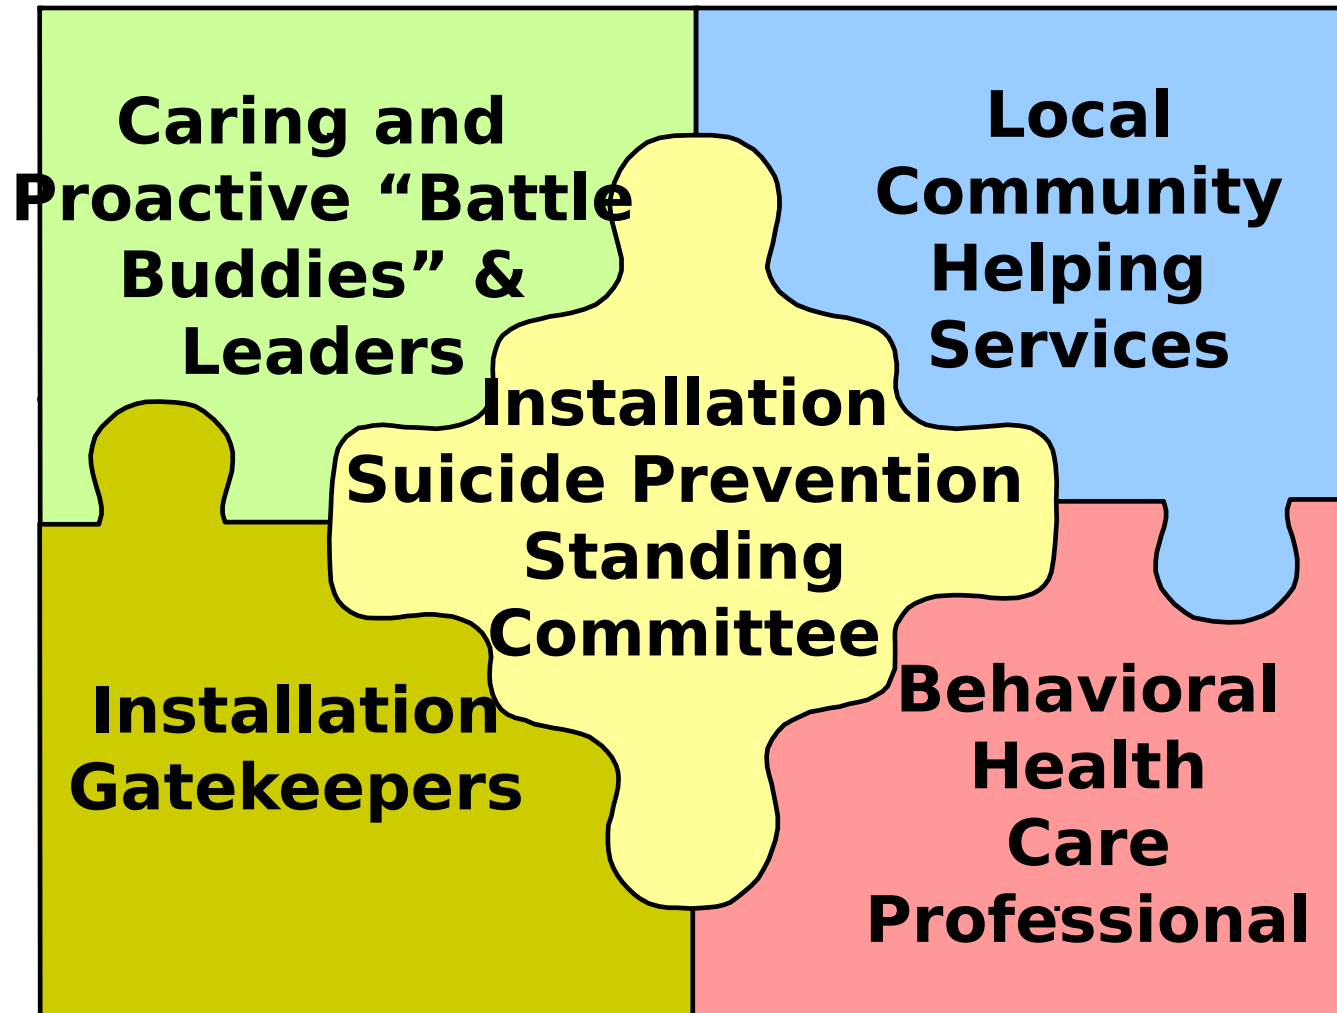 Caring and
Proactive “Battle
Buddies” &
Leaders
Local
Community
Helping
Services
Installation
Suicide Prevention
Standing
Committee
Installation
Gatekeepers
Behavioral
Health
Care
Professional